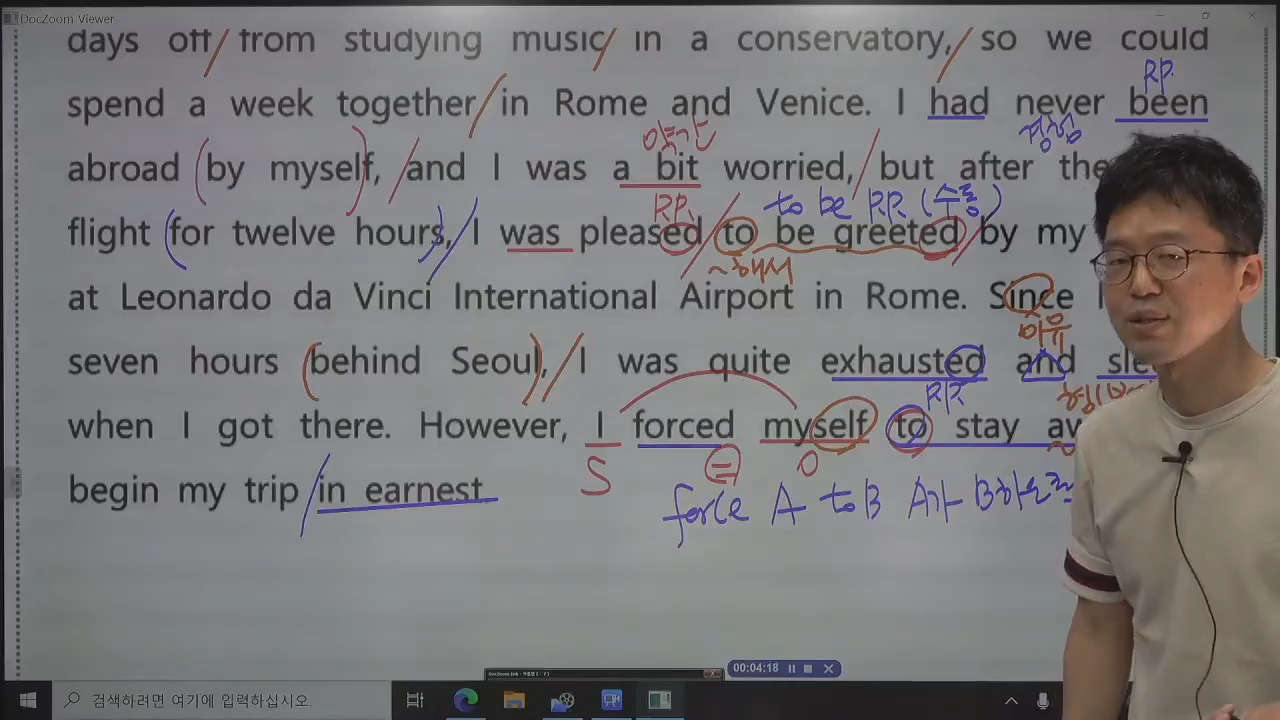 DocZoom Viewer
days off from studying music in a conservatory, so we could
RP.
spend a week together in Rome and Venice. I had never been
약간
경험
abroad (by myself), and I was a bit worried, but after the
RP. to be RP. (수동)
flight (for twelve hours), I was pleased to be greeted by my
~해서
at Leonardo da Vinci International Airport in Rome. Since
이유
seven hours (behind Seoul), I was quite exhausted and
P.P.
when I got there. However, I forced myself to stay
S = O
begin my trip in earnest
force A to B A가 B하도록
00:04:18
검색하려면 여기에 입력하십시오.